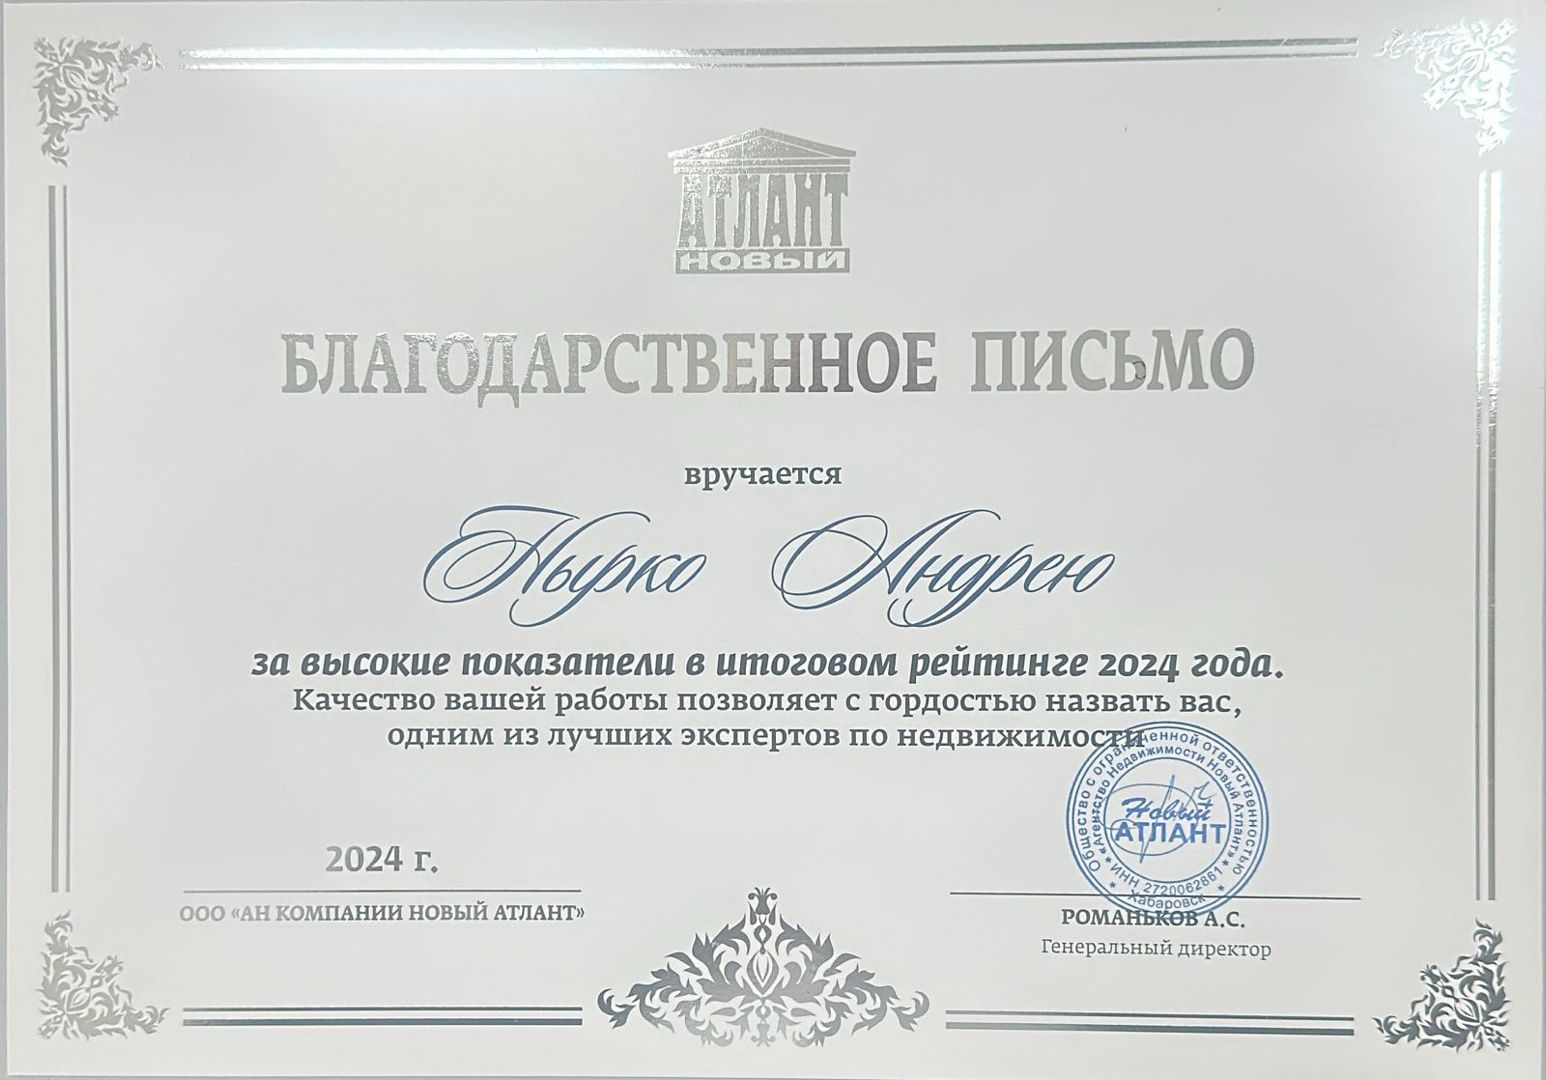 АТЛАНТ
НОВЫЙ
БЛАГОДАРСТВЕННОЕ ПИСЬМО
вручается
Нырко Андрею
за высокие показатели в итоговом рейтинге 2024 года.
Качество вашей работы позволяет с гордостью назвать вас,
одним из лучших экспертов по недвижимости
Общество с ограниченной ответственностью
"Агентство Недвижимости Новый Атлант"
Новый
АТЛАНТ
* ИНН 2720062861 *
* Хабаровск *
2024 г.
ООО «АН КОМПАНИИ НОВЫЙ АТЛАНТ»
РОМАНЬКОВ А.С.
Генеральный директор